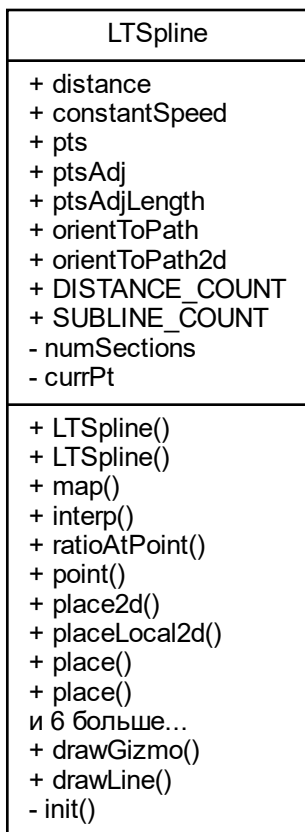 LTSpline
+ distance
+ constantSpeed
+ pts
+ ptsAdj
+ ptsAdjLength
+ orientToPath
+ orientToPath2d
+ DISTANCE_COUNT
+ SUBLINE_COUNT
- numSections
- currPt
+ LTSpline()
+ LTSpline()
+ map()
+ interp()
+ ratioAtPoint()
+ point()
+ place2d()
+ placeLocal2d()
+ place()
+ place()
и 6 больше...
+ drawGizmo()
+ drawLine()
- init()